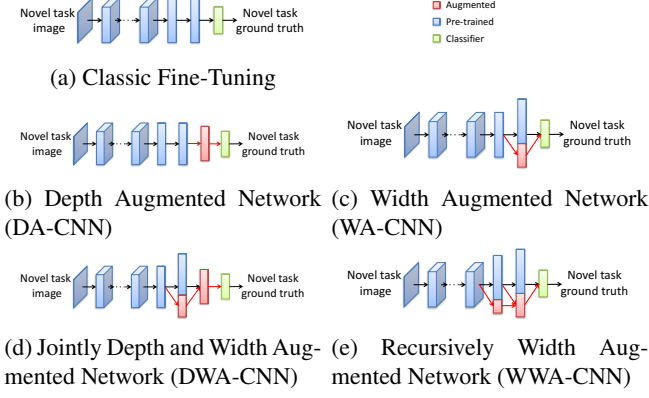 Novel task
image
Novel task
ground truth
Augmented
Pre-trained
Classifier
(a) Classic Fine-Tuning
Novel task
image
Novel task
ground truth
Novel task
image
Novel task
ground truth
(b) Depth Augmented Network
(DA-CNN)
(c) Width Augmented Network
(WA-CNN)
Novel task
image
Novel task
ground truth
Novel task
image
Novel task
ground truth
(d) Jointly Depth and Width Aug-
mented Network (DWA-CNN)
(e) Recursively Width Aug-
mented Network (WWA-CNN)